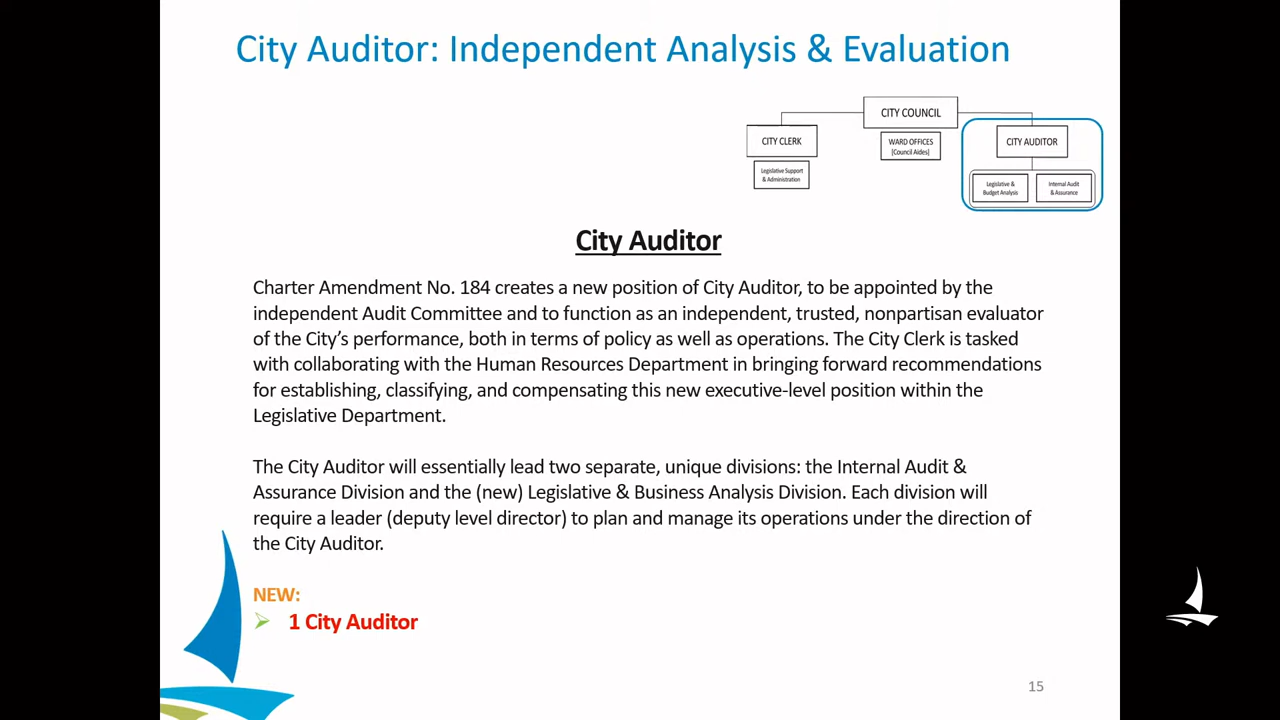 City Auditor: Independent Analysis & Evaluation
CITY COUNCIL
CITY CLERK
WARD OFFICES
[Council Aides]
CITY AUDITOR
Legislative Support
& Administration
Legislative &
Budget Analysis
Internal Audit
& Assurance
City Auditor
Charter Amendment No. 184 creates a new position of City Auditor, to be appointed by the
independent Audit Committee and to function as an independent, trusted, nonpartisan evaluator
of the City's performance, both in terms of policy as well as operations. The City Clerk is tasked
with collaborating with the Human Resources Department in bringing forward recommendations
for establishing, classifying, and compensating this new executive-level position within the
Legislative Department.
The City Auditor will essentially lead two separate, unique divisions: the Internal Audit &
Assurance Division and the (new) Legislative & Business Analysis Division. Each division will
require a leader (deputy level director) to plan and manage its operations under the direction of
the City Auditor.
NEW:
1 City Auditor
15